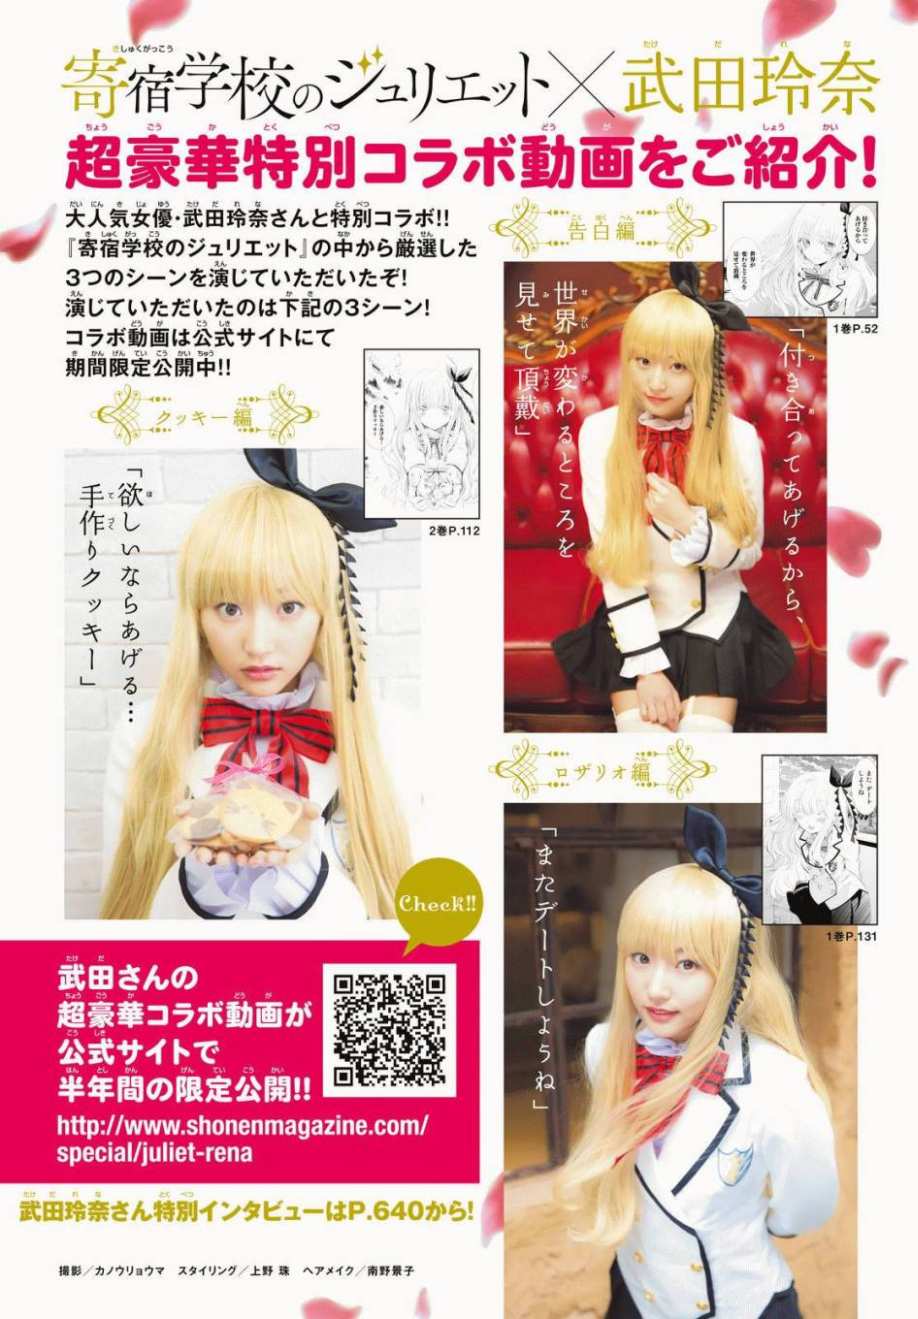 寄宿学校のジュリエット×武田玲奈
超豪華特別コラボ動画をご紹介!
大人気女優・武田玲奈さんと特別コラボ!!
『寄宿学校のジュリエット』の中から厳選した
3つのシーンを演じていただいたぞ!
演じていただいたのは下記の3シーン!
コラボ動画は公式サイトにて
期間限定公開中!!
告白編
1巻P.52
「付き合ってあげるから、
世界が変わるところを
見せて頂戴」
クッキー編
2巻P.112
「欲しいならあげる…
手作りクッキー」
ロザリオ編
またデート
しようね
1巻P.131
「またデートしようね」
Check!!
武田さんの
超豪華コラボ動画が
公式サイトで
半年間の限定公開!!
http://www.shonenmagazine.com/
special/juliet-rena
武田玲奈さん特別インタビューはP.640から!
撮影/カノウリョウマ スタイリング/上野 珠 ヘアメイク/南野景子